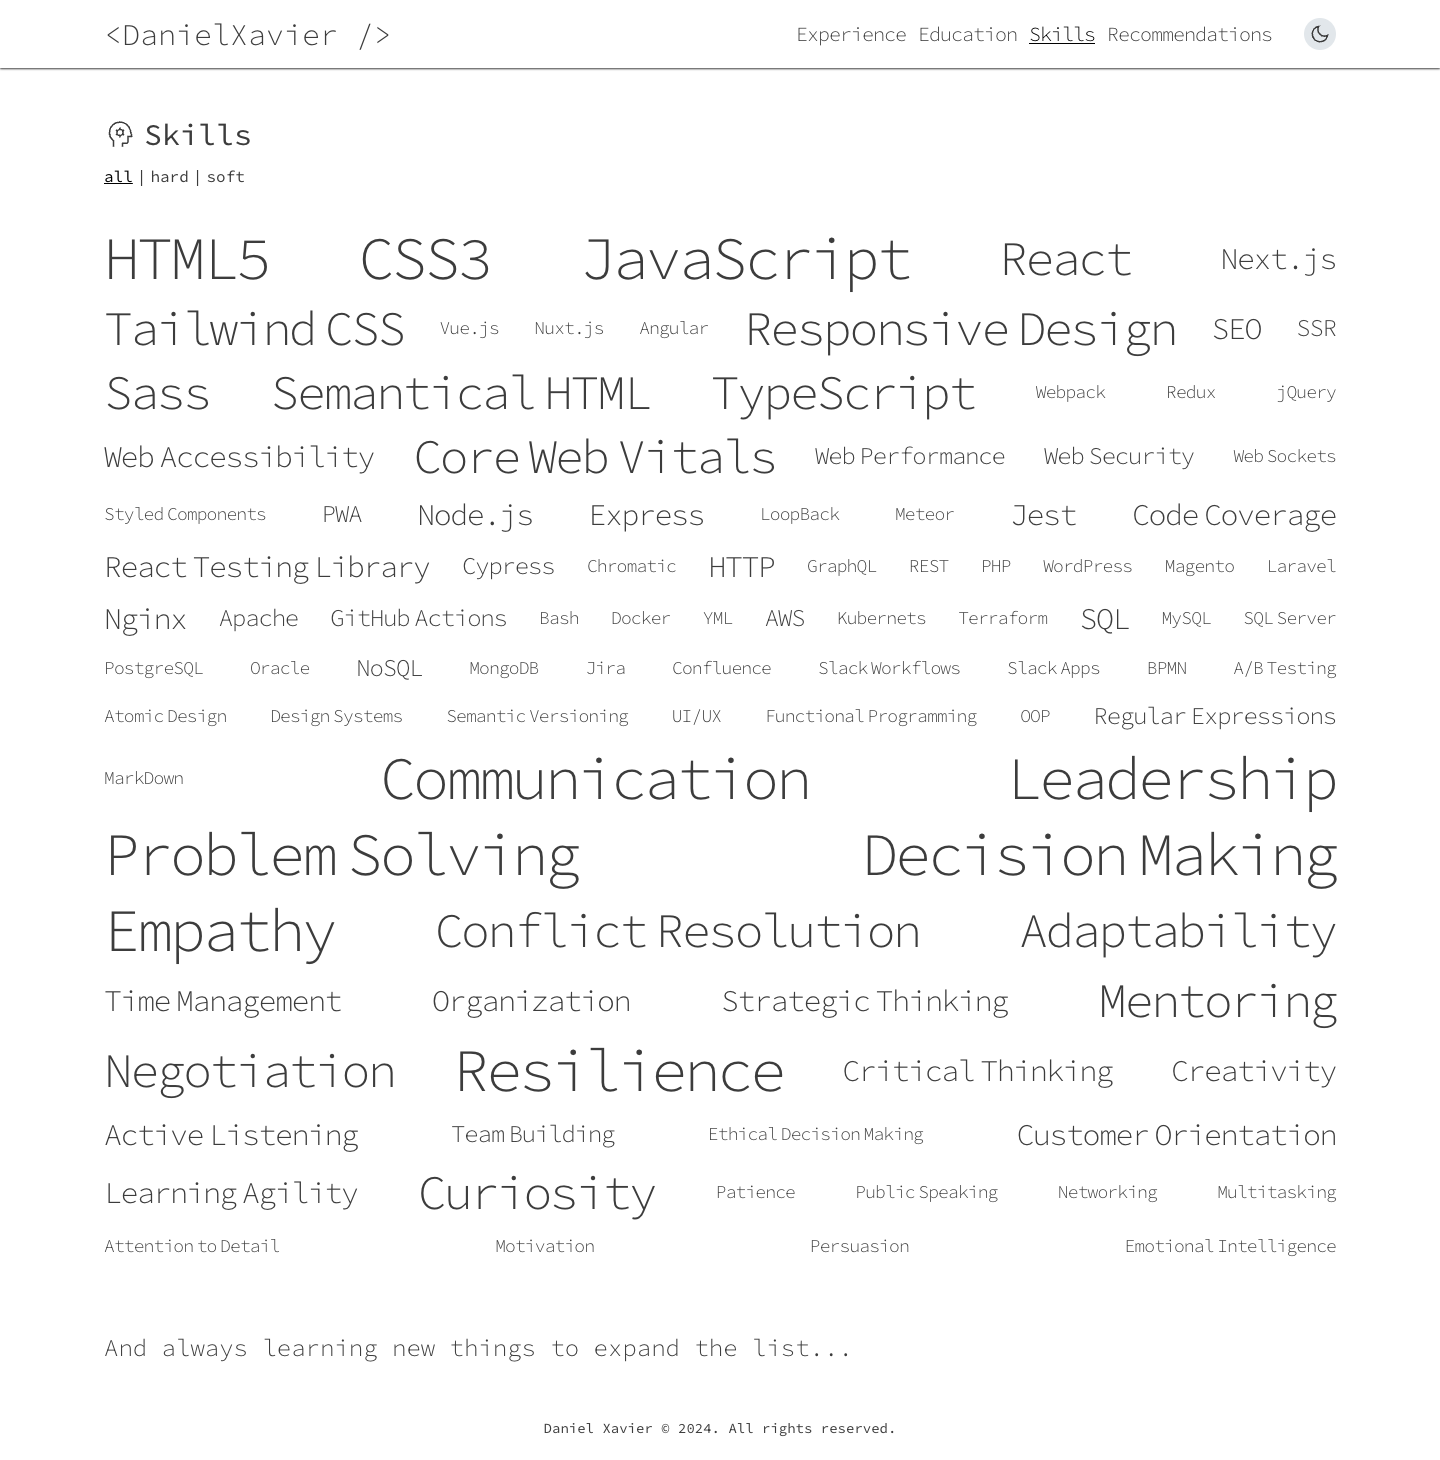 <DanielXavier /> Experience Education Skills Recommendations
Skills
all | hard | soft
HTML5 CSS3 JavaScript React Next.js
Tailwind CSS Vue.js Nuxt.js Angular Responsive Design SEO SSR
Sass Semantical HTML TypeScript Webpack Redux jQuery
Web Accessibility Core Web Vitals Web Performance Web Security Web Sockets
Styled Components PWA Node.js Express LoopBack Meteor Jest Code Coverage
React Testing Library Cypress Chromatic HTTP GraphQL REST PHP WordPress Magento Laravel
Nginx Apache GitHub Actions Bash Docker YML AWS Kubernets Terraform SQL MySQL SQL Server
PostgreSQL Oracle NoSQL MongoDB Jira Confluence Slack Workflows Slack Apps BPMN A/B Testing
Atomic Design Design Systems Semantic Versioning UI/UX Functional Programming OOP Regular Expressions
MarkDown Communication Leadership
Problem Solving Decision Making
Empathy Conflict Resolution Adaptability
Time Management Organization Strategic Thinking Mentoring
Negotiation Resilience Critical Thinking Creativity
Active Listening Team Building Ethical Decision Making Customer Orientation
Learning Agility Curiosity Patience Public Speaking Networking Multitasking
Attention to Detail Motivation Persuasion Emotional Intelligence
And always learning new things to expand the list...
Daniel Xavier © 2024. All rights reserved.